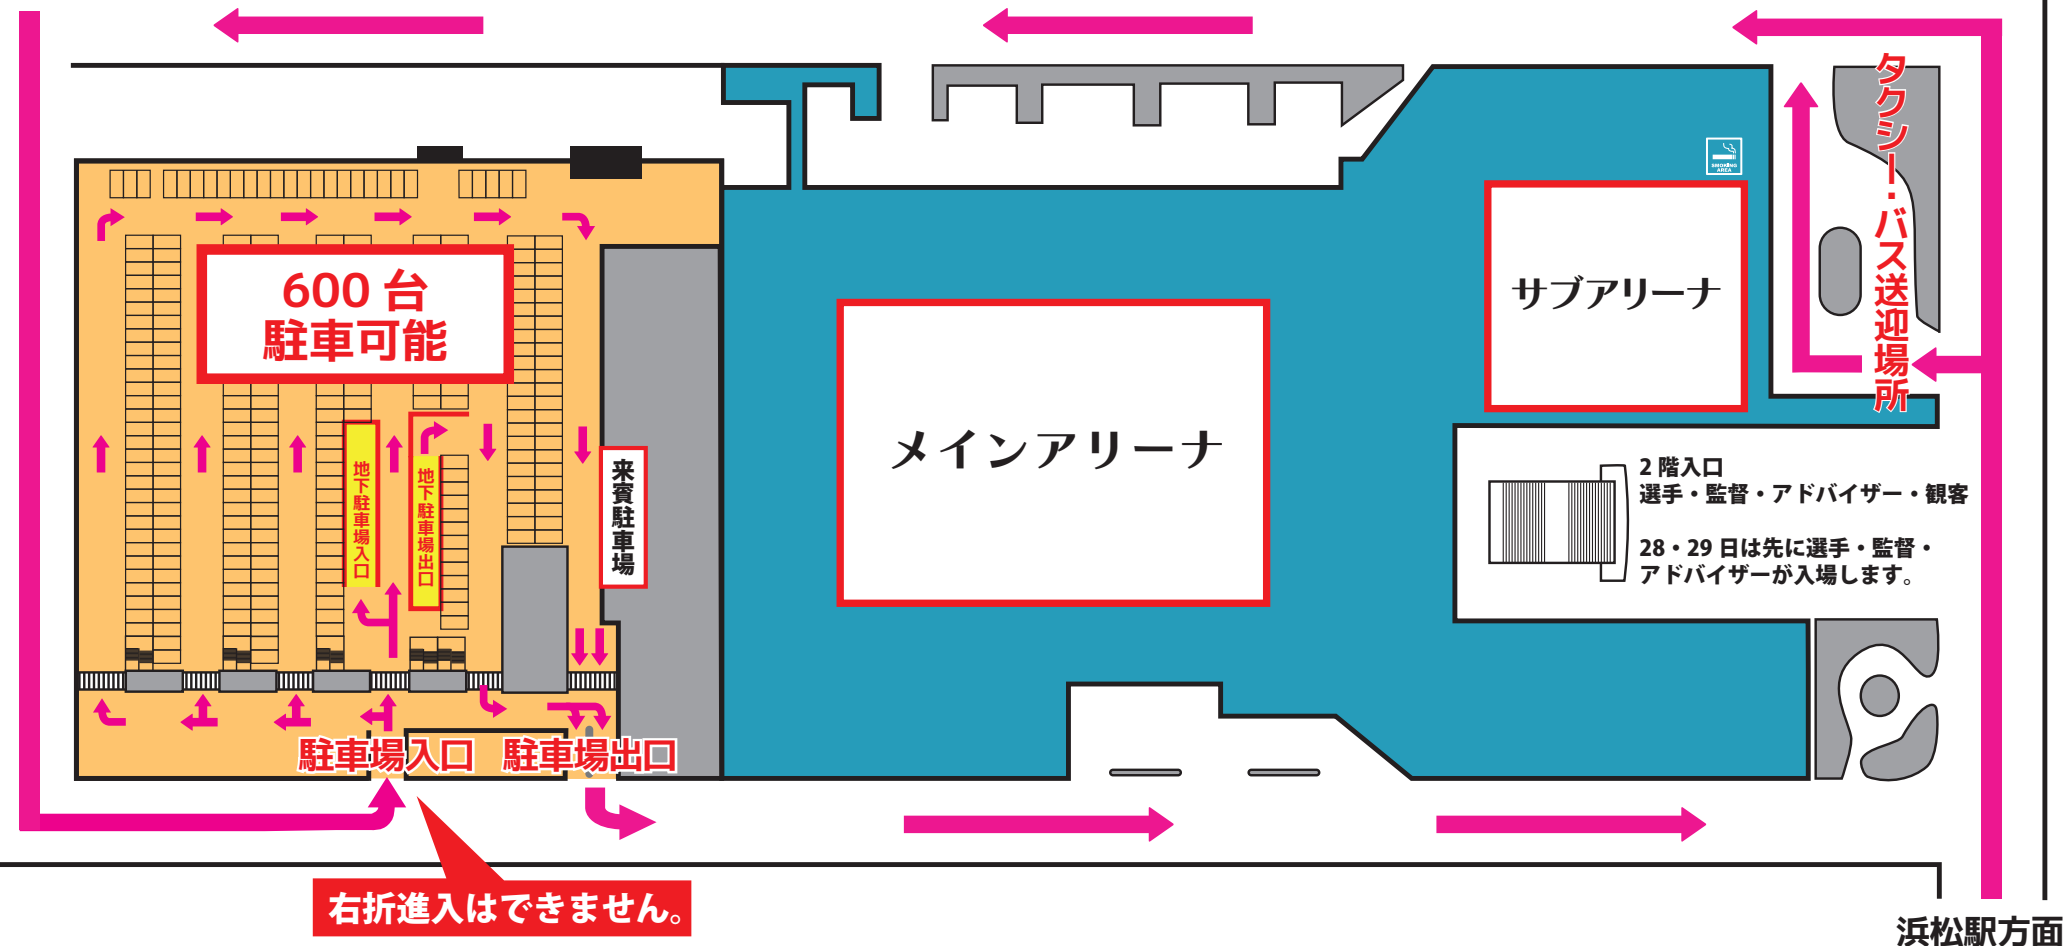 タクシー・バス送迎場所
SMOKING
AREA
600 台
駐車可能
サブアリーナ
メインアリーナ
地下駐車場入口
地下駐車場出口
来賓駐車場
2 階入口
選手・監督・アドバイザー・観客
28・29 日は先に選手・監督・
アドバイザーが入場します。
駐車場入口
駐車場出口
右折進入はできません。
浜松駅方面